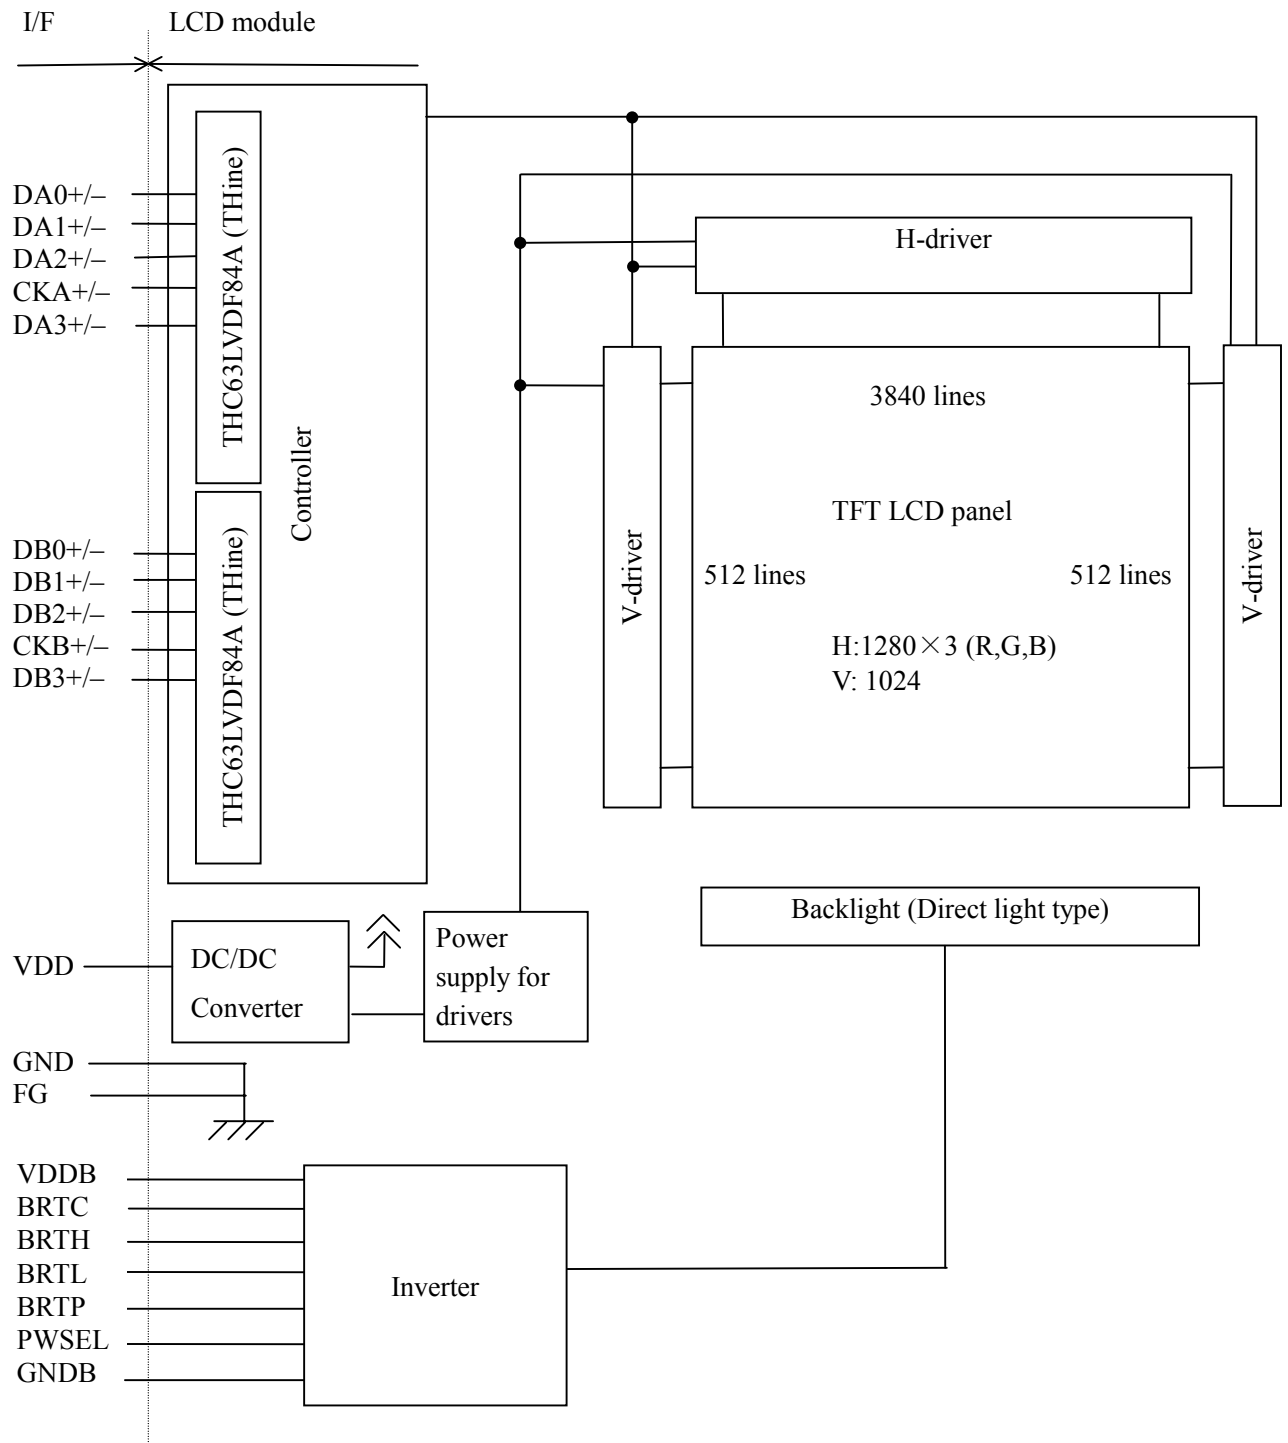 I/F
LCD module
DA0+/–
DA1+/–
DA2+/–
CKA+/–
DA3+/–
THC63LVDF84A (THine)
Controller
DB0+/–
DB1+/–
DB2+/–
CKB+/–
DB3+/–
THC63LVDF84A (THine)
H-driver
3840 lines
TFT LCD panel
V-driver
512 lines
512 lines
V-driver
H:1280×3 (R,G,B)
V: 1024
Backlight (Direct light type)
VDD
DC/DC
Converter
Power
supply for
drivers
GND
FG
VDDB
BRTC
BRTH
BRTL
BRTP
PWSEL
GNDB
Inverter